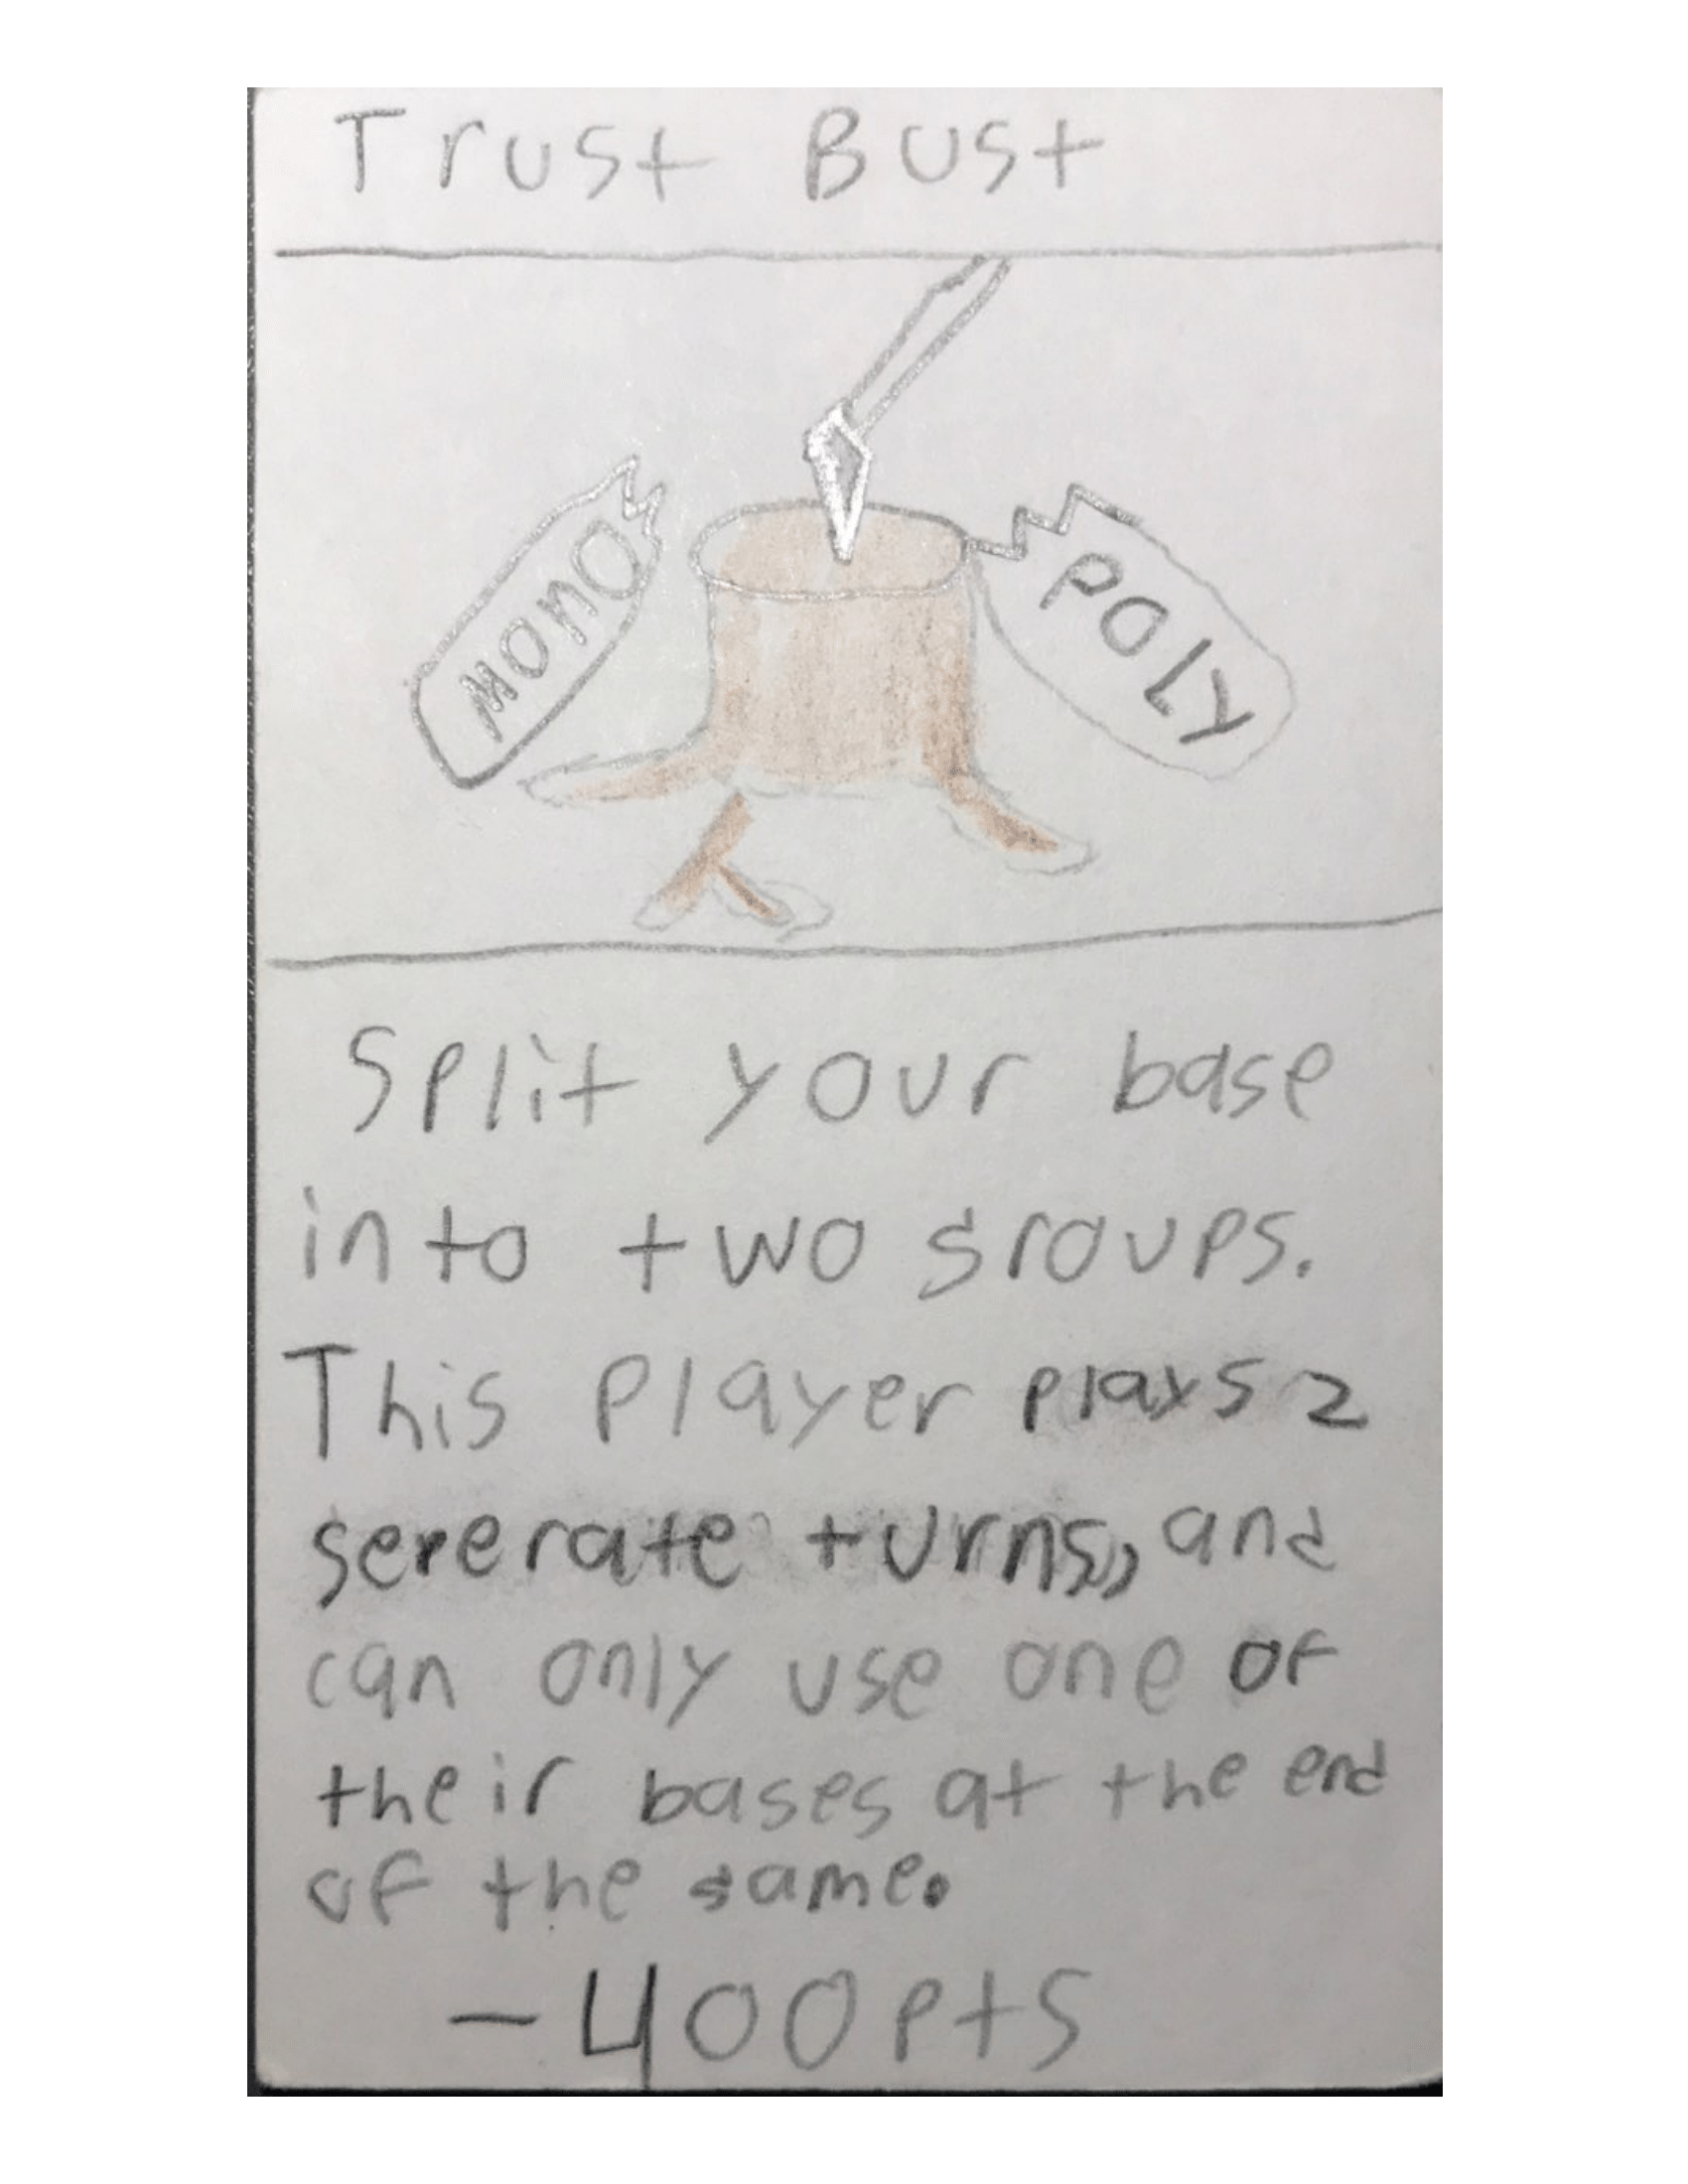 Trust Bust
MONO
POLY
Split your base
into two groups.
This player plays 2
sererate turns, and
can only use one of
their bases at the end
of the game.
-400pts